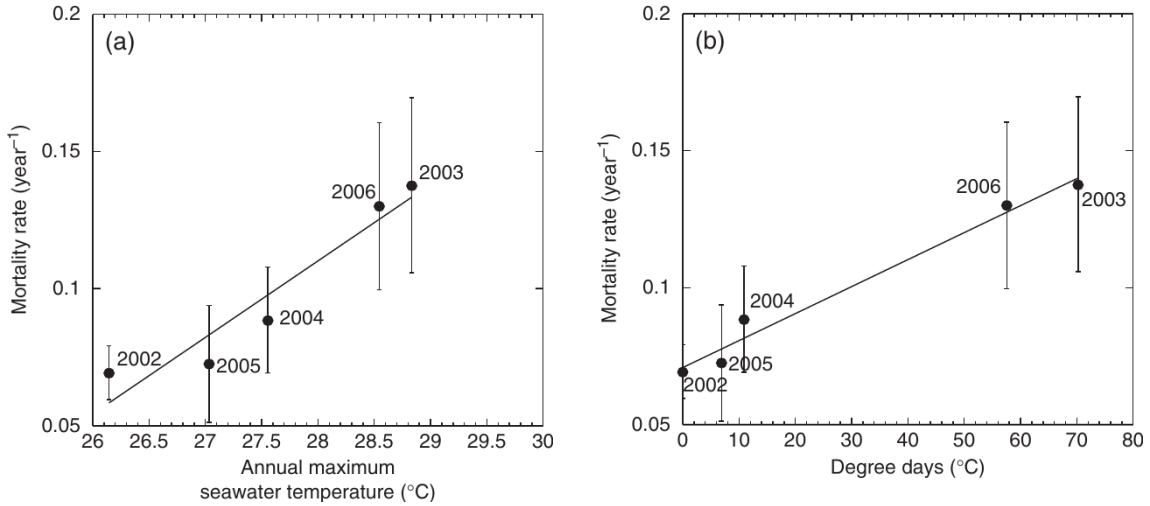 (a)
Mortality rate (year⁻¹)
0.2
0.15
0.1
0.05
2002
2005
2004
2006
2003
26 26.5 27 27.5 28 28.5 29 29.5 30
Annual maximum
seawater temperature (°C)
(b)
Mortality rate (year⁻¹)
0.2
0.15
0.1
0.05
2002
2005
2004
2006
2003
0 10 20 30 40 50 60 70 80
Degree days (°C)